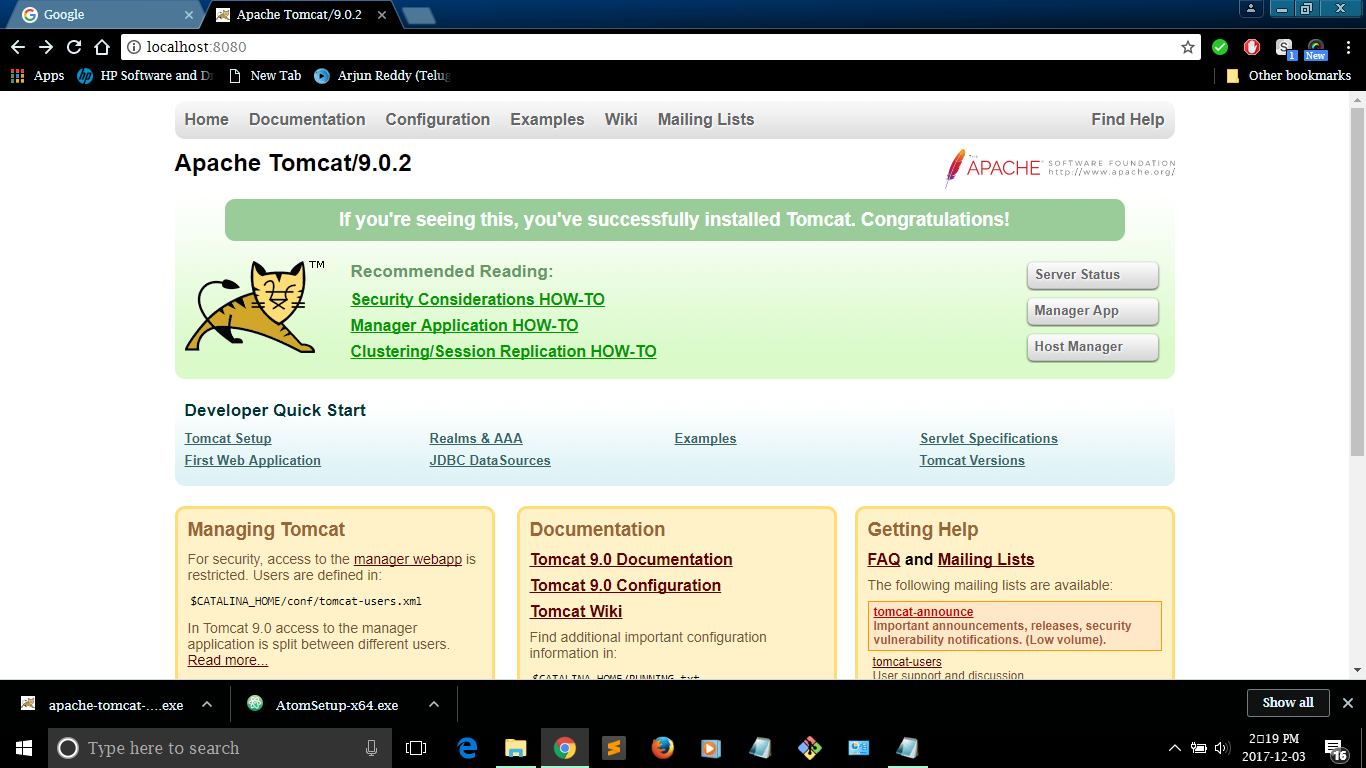 Google
Apache Tomcat/9.0.2
localhost:8080
S
1
New
Apps
HP Software and Dr
New Tab
Arjun Reddy (Telug
Other bookmarks
Home Documentation Configuration Examples Wiki Mailing Lists Find Help
Apache Tomcat/9.0.2
THE
APACHE SOFTWARE FOUNDATION
http://www.apache.org/
If you're seeing this, you've successfully installed Tomcat. Congratulations!
TM
Recommended Reading:
Security Considerations HOW-TO
Manager Application HOW-TO
Clustering/Session Replication HOW-TO
Server Status
Manager App
Host Manager
Developer Quick Start
Tomcat Setup
First Web Application
Realms & AAA
JDBC DataSources
Examples
Servlet Specifications
Tomcat Versions
Managing Tomcat
For security, access to the manager webapp is
restricted. Users are defined in:
$CATALINA_HOME/conf/tomcat-users.xml
In Tomcat 9.0 access to the manager
application is split between different users.
Read more...
Documentation
Tomcat 9.0 Documentation
Tomcat 9.0 Configuration
Tomcat Wiki
Find additional important configuration
information in:
$CATALINA_HOME/RUNNING.txt
Getting Help
FAQ and Mailing Lists
The following mailing lists are available:
tomcat-announce
Important announcements, releases, security
vulnerability notifications. (Low volume).
tomcat-users
User support and discussion
apache-tomcat-....exe
AtomSetup-x64.exe
Show all
Type here to search
2□19 PM
2017-12-03
16